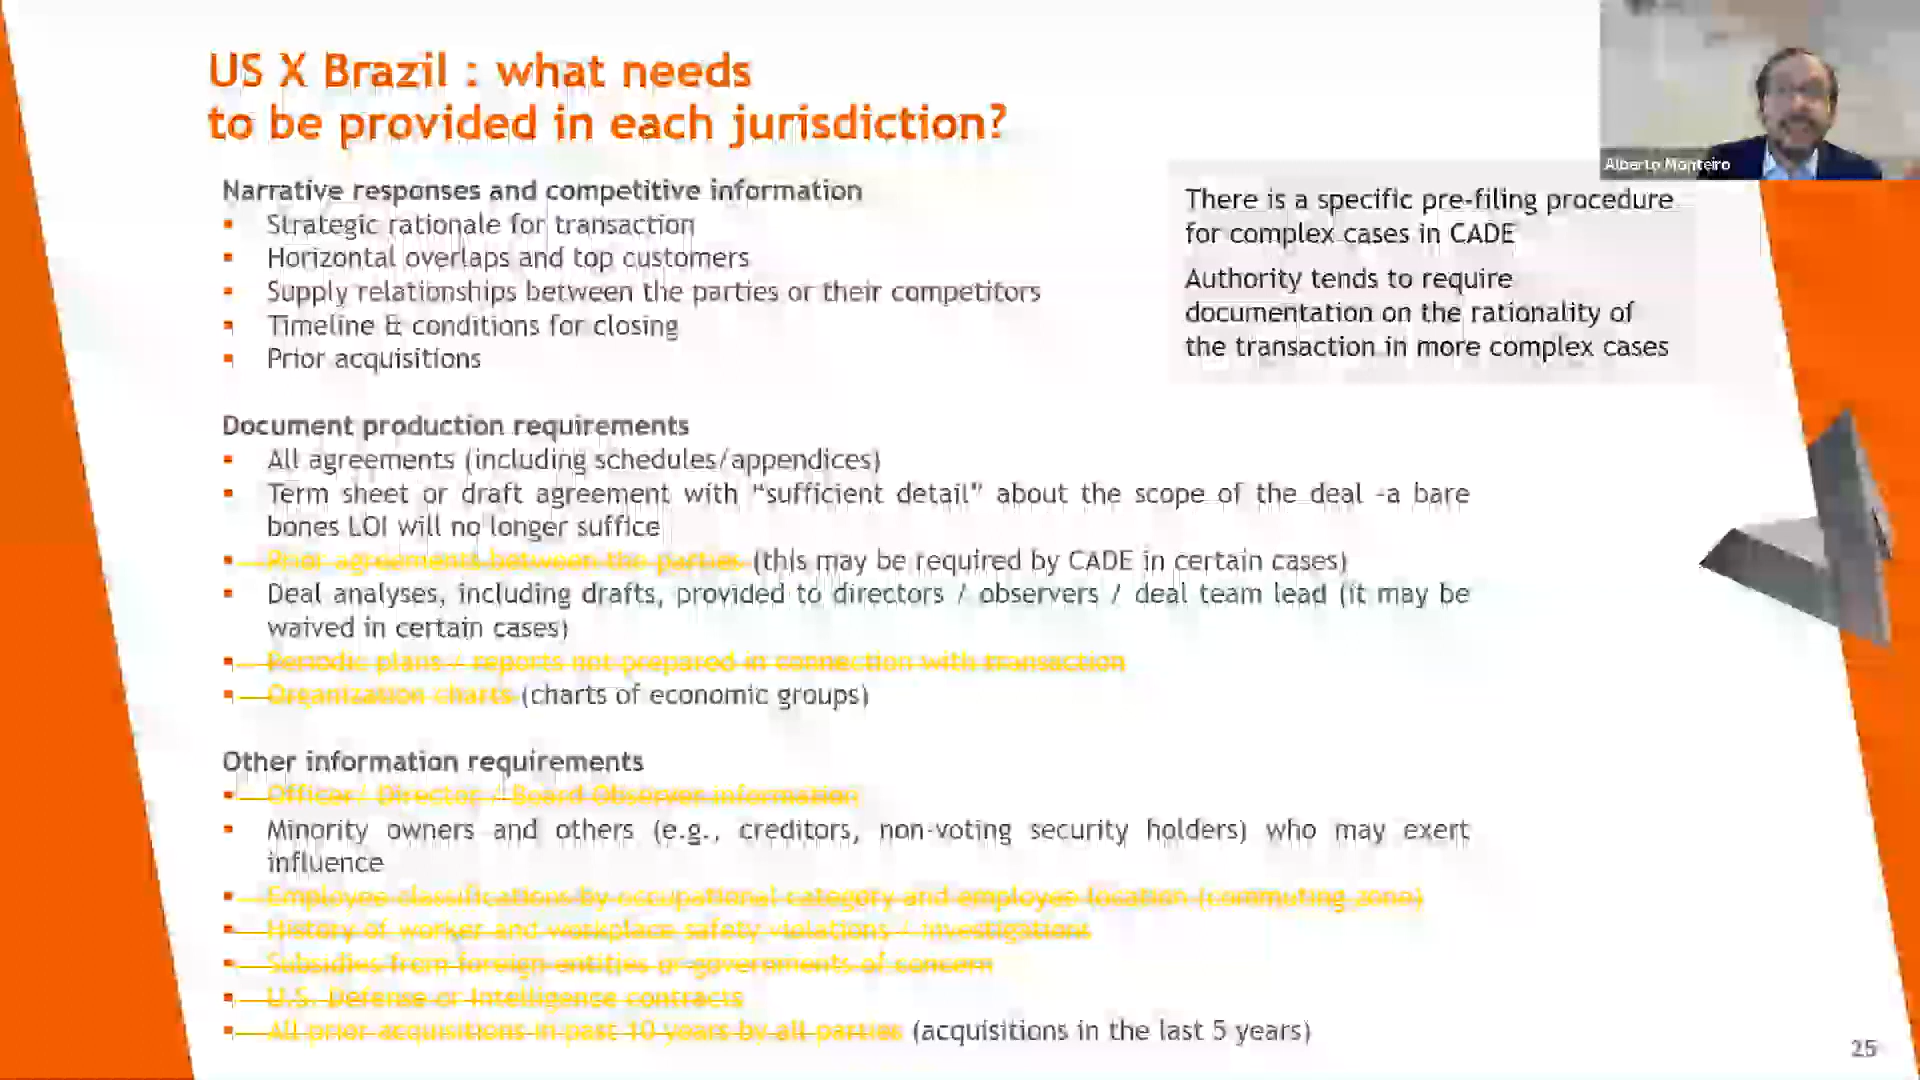 US X Brazil : what needs
to be provided in each jurisdiction?
Alberto Monteiro
Narrative responses and competitive information
▪ Strategic rationale for transaction
▪ Horizontal overlaps and top customers
▪ Supply relationships between the parties or their competitors
▪ Timeline & conditions for closing
▪ Prior acquisitions
There is a specific pre-filing procedure
for complex cases in CADE
Authority tends to require
documentation on the rationality of
the transaction in more complex cases
Document production requirements
▪ All agreements (including schedules/appendices)
▪ Term sheet or draft agreement with “sufficient detail” about the scope of the deal -a bare
bones LOI will no longer suffice
▪ Prior agreements between the parties (this may be required by CADE in certain cases)
▪ Deal analyses, including drafts, provided to directors / observers / deal team lead (it may be
waived in certain cases)
▪ Periodic plans / reports not prepared in connection with transaction
▪ Organization charts (charts of economic groups)
Other information requirements
▪ Officer/ Director / Board Observer information
▪ Minority owners and others (e.g., creditors, non-voting security holders) who may exert
influence
▪ Employee classifications by occupational category and employee location (commuting zone)
▪ History of worker and workplace safety violations / investigations
▪ Subsidies from foreign entities or governments of concern
▪ U.S. Defense or Intelligence contracts
▪ All prior acquisitions in past 10 years by all parties (acquisitions in the last 5 years)
25